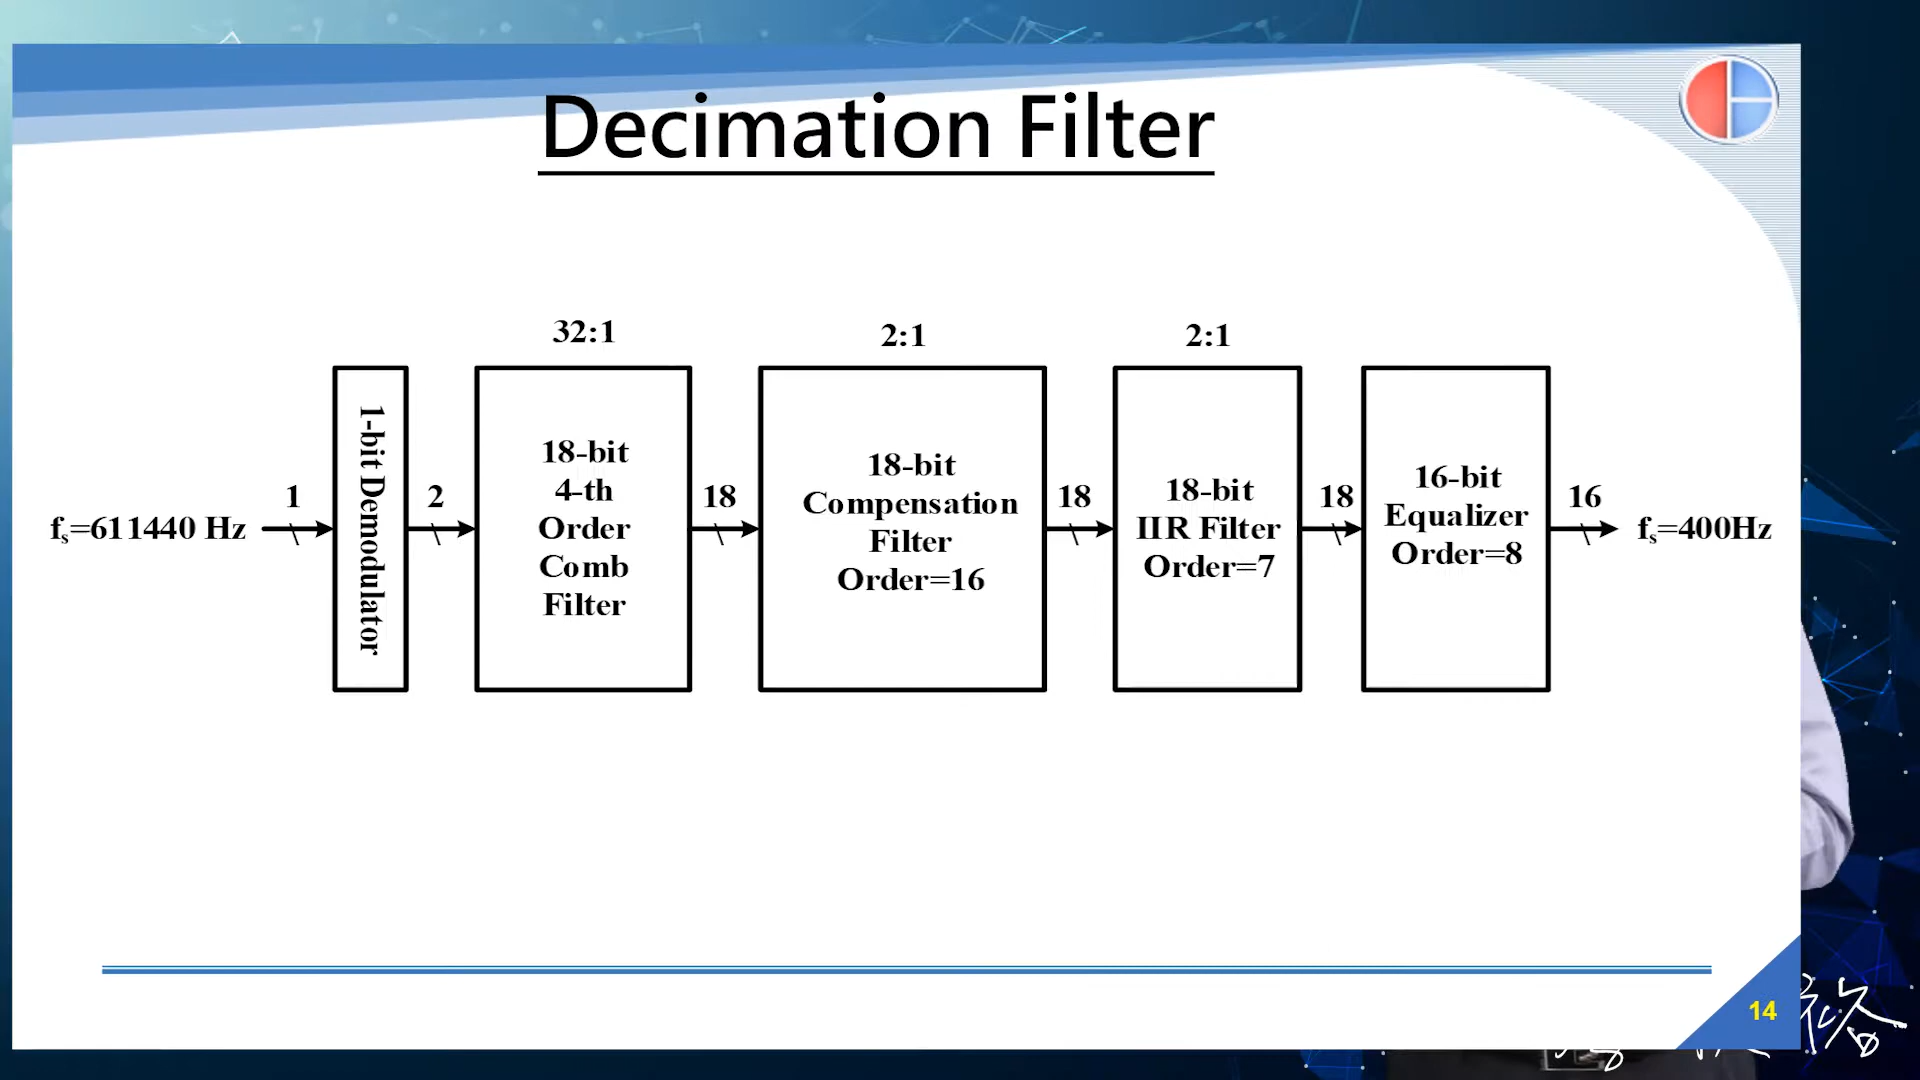 Decimation Filter
32:1
2:1
2:1
fs=611440 Hz
1
1-bit Demodulator
2
18-bit
4-th
Order
Comb
Filter
18
18-bit
Compensation
Filter
Order=16
18
18-bit
IIR Filter
Order=7
18
16-bit
Equalizer
Order=8
16
fs=400Hz
14